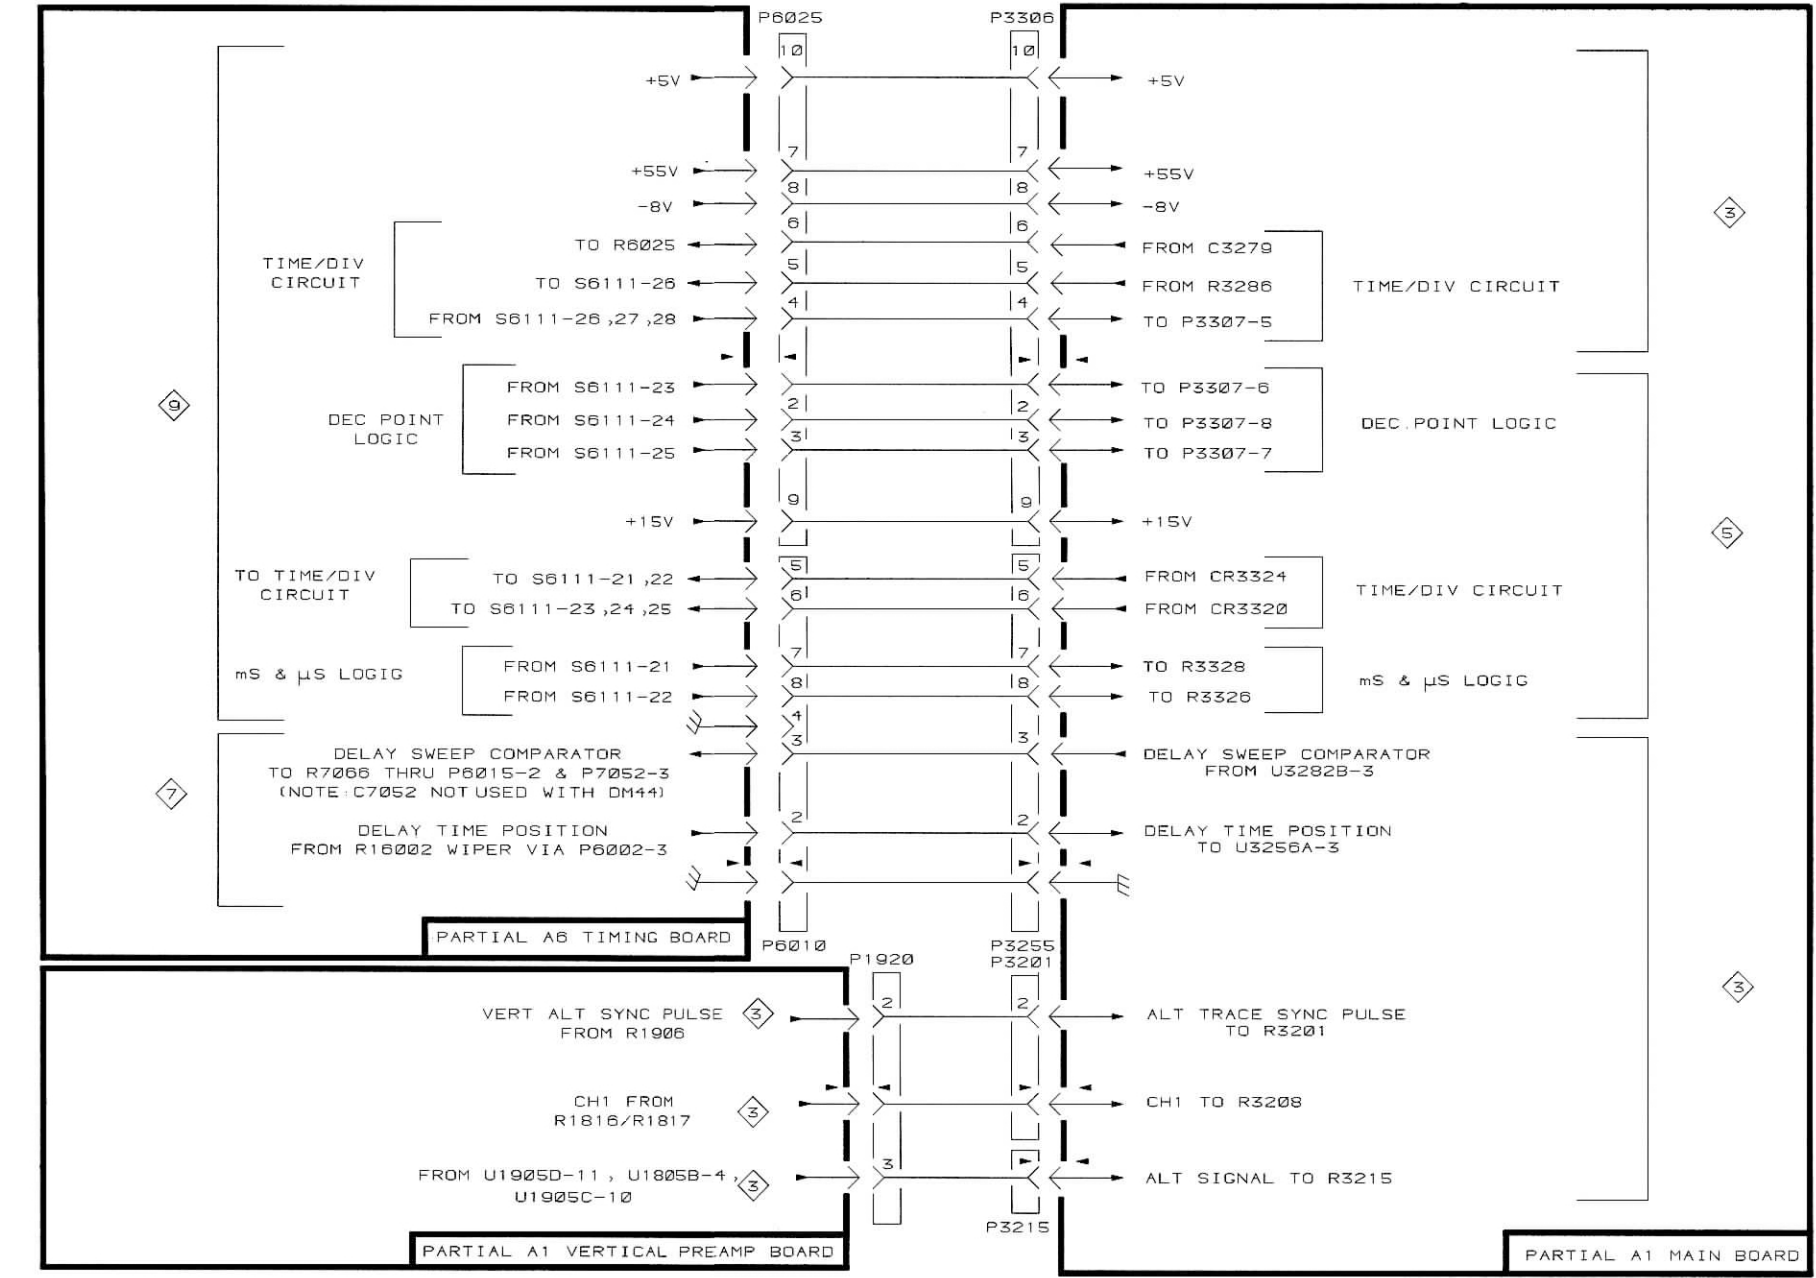 P6025 P3306
10 10
+5V +5V
7 7
+55V +55V
8 8
-8V -8V
3
6 6
TO R6025 FROM C3279
TIME/DIV
CIRCUIT
5 5
TO S6111-26 FROM R3286 TIME/DIV CIRCUIT
4 4
FROM S6111-26,27,28 TO P3307-5
FROM S6111-23 TO P3307-6
9
2 2
DEC POINT
LOGIC
FROM S6111-24 TO P3307-8 DEC.POINT LOGIC
3 3
FROM S6111-25 TO P3307-7
9 9
+15V +15V
5
5 5
TO TIME/DIV
CIRCUIT
TO S6111-21,22 FROM CR3324 TIME/DIV CIRCUIT
6 6
TO S6111-23,24,25 FROM CR3320
7 7
mS & µS LOGIG
FROM S6111-21 TO R3328 mS & µS LOGIG
8 8
FROM S6111-22 TO R3326
4
3 3
DELAY SWEEP COMPARATOR
TO R7066 THRU P6015-2 & P7052-3
(NOTE:C7052 NOT USED WITH DM44)
DELAY SWEEP COMPARATOR
FROM U3282B-3
7
2 2
DELAY TIME POSITION
FROM R16002 WIPER VIA P6002-3
DELAY TIME POSITION
TO U3256A-3
PARTIAL A6 TIMING BOARD
P6010 P3255
P1920 P3201
2 2
VERT ALT SYNC PULSE
FROM R1906
3
ALT TRACE SYNC PULSE
TO R3201
3
CH1 FROM
R1816/R1817
3
CH1 TO R3208
3
FROM U1905D-11, U1805B-4,
U1905C-10
3
ALT SIGNAL TO R3215
P3215
PARTIAL A1 VERTICAL PREAMP BOARD
PARTIAL A1 MAIN BOARD